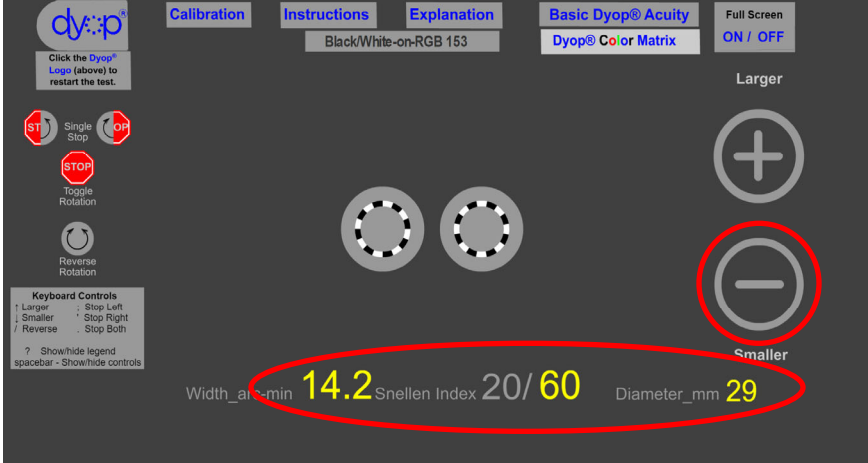 dyop®
Click the Dyop®
Logo (above) to
restart the test.
Calibration
Instructions
Explanation
Basic Dyop® Acuity
Black/White-on-RGB 153
Dyop® Color Matrix
Full Screen
ON / OFF
Larger
ST
Single
Stop
OP
STOP
Toggle
Rotation
Reverse
Rotation
Keyboard Controls
↑ Larger ; Stop Left
↓ Smaller ' Stop Right
/ Reverse . Stop Both
? Show/hide legend
spacebar - Show/hide controls
Smaller
Width_arc-min 14.2 Snellen Index 20/ 60 Diameter_mm 29